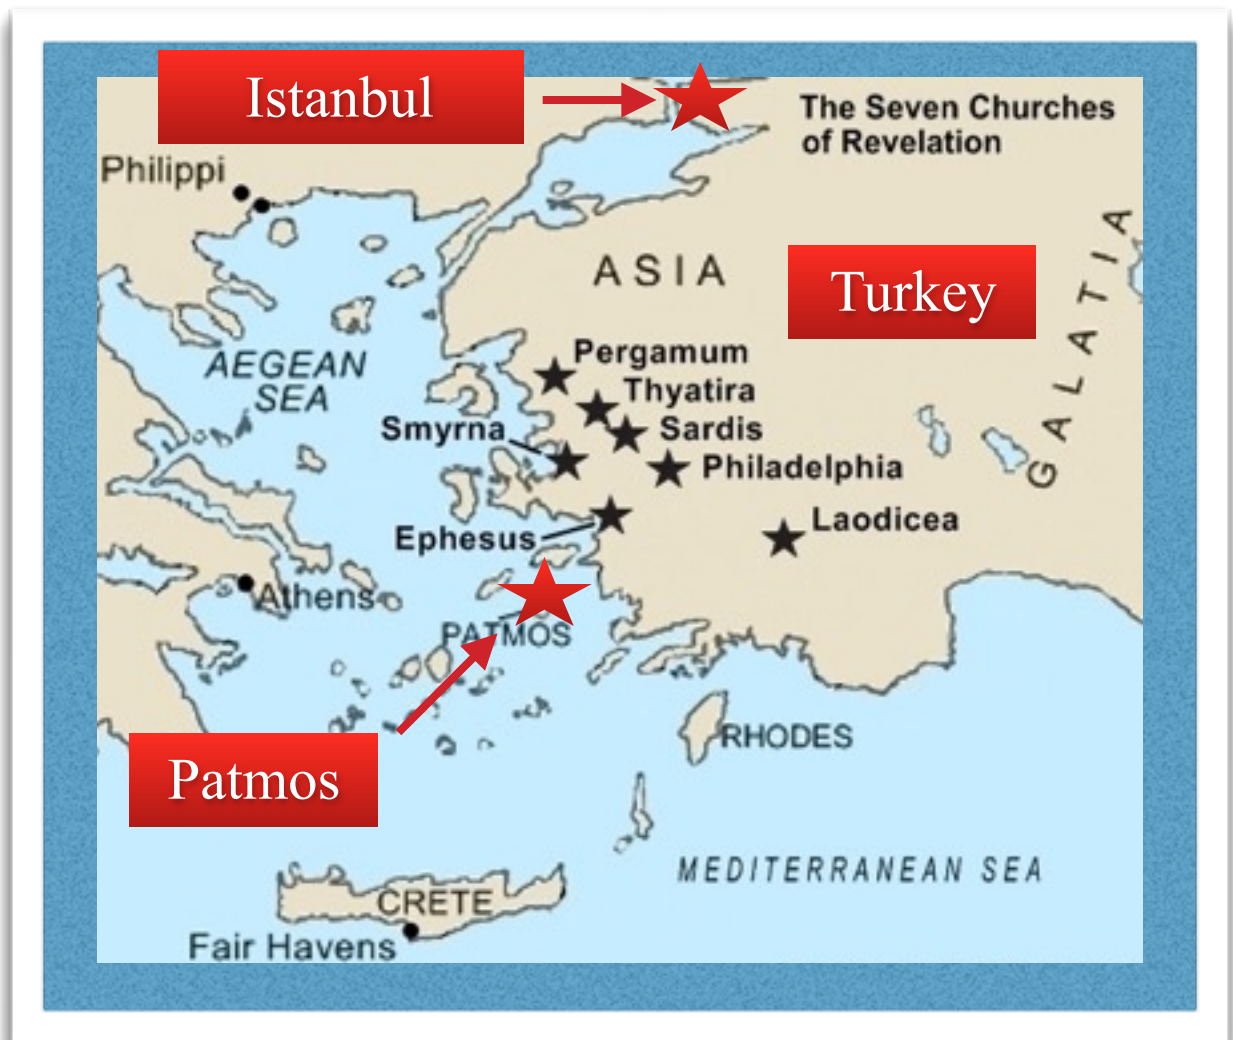 Istanbul
The Seven Churches
of Revelation
Philippi
ASIA
Turkey
GALATIA
AEGEAN
SEA
Pergamum
Thyatira
Smyrna
Sardis
Philadelphia
Ephesus
Laodicea
Athens
PATMOS
RHODES
Patmos
MEDITERRANEAN SEA
CRETE
Fair Havens